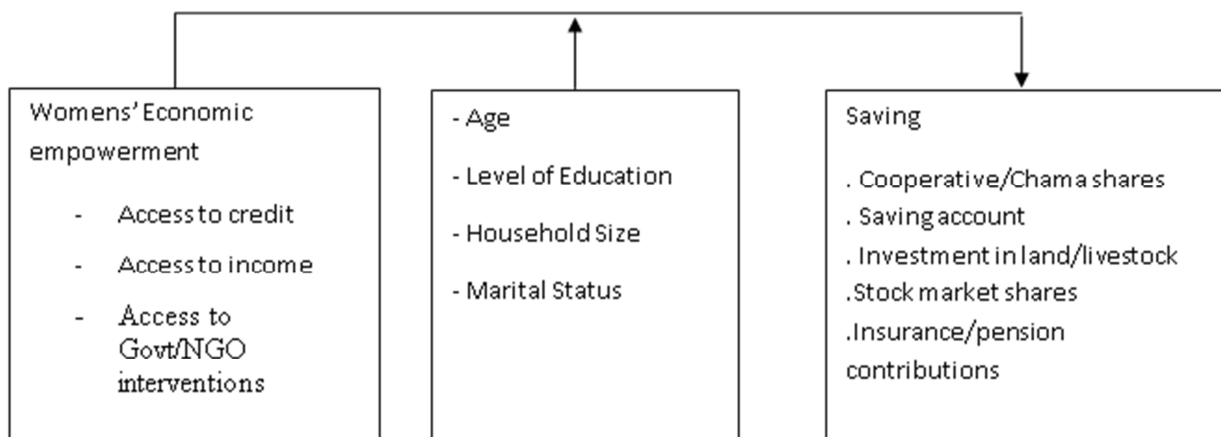 Womens' Economic
empowerment
- Access to credit
- Access to income
- Access to
Govt/NGO
interventions
- Age
- Level of Education
- Household Size
- Marital Status
Saving
. Cooperative/Chama shares
. Saving account
. Investment in land/livestock
.Stock market shares
.Insurance/pension
contributions